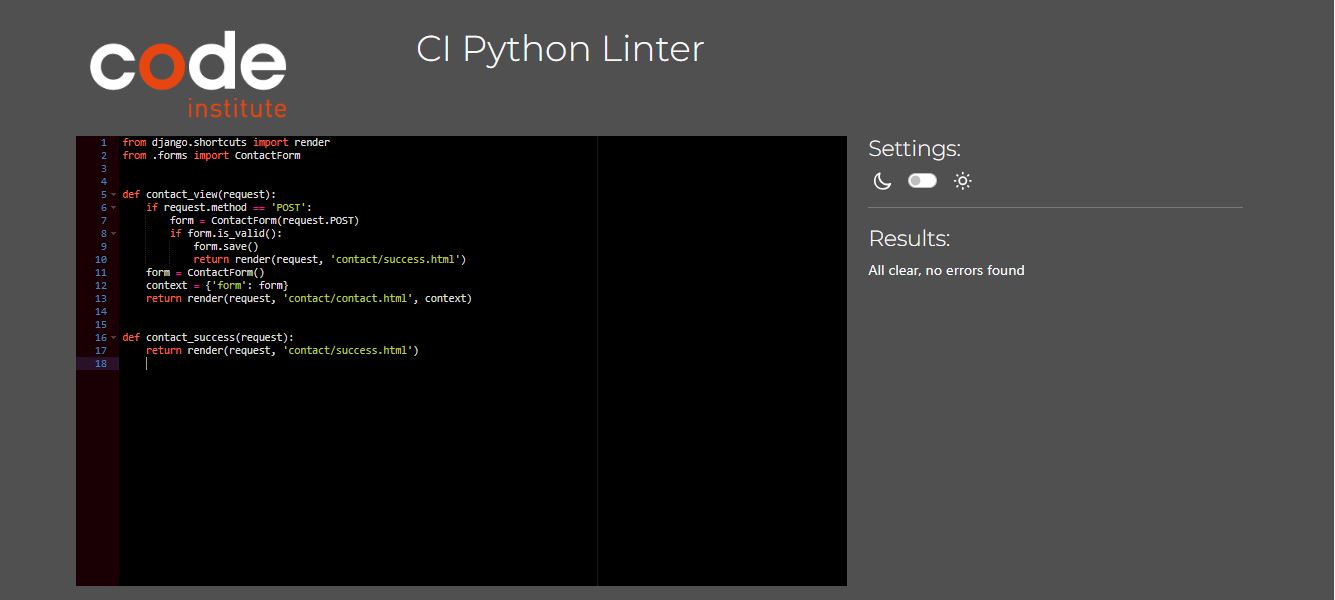 code
institute
CI Python Linter
1 from django.shortcuts import render
2 from .forms import ContactForm
3
4
5 def contact_view(request):
6     if request.method == 'POST':
7         form = ContactForm(request.POST)
8         if form.is_valid():
9             form.save()
10             return render(request, 'contact/success.html')
11     form = ContactForm()
12     context = {'form': form}
13     return render(request, 'contact/contact.html', context)
14
15
16 def contact_success(request):
17     return render(request, 'contact/success.html')
18
Settings:
Results:
All clear, no errors found